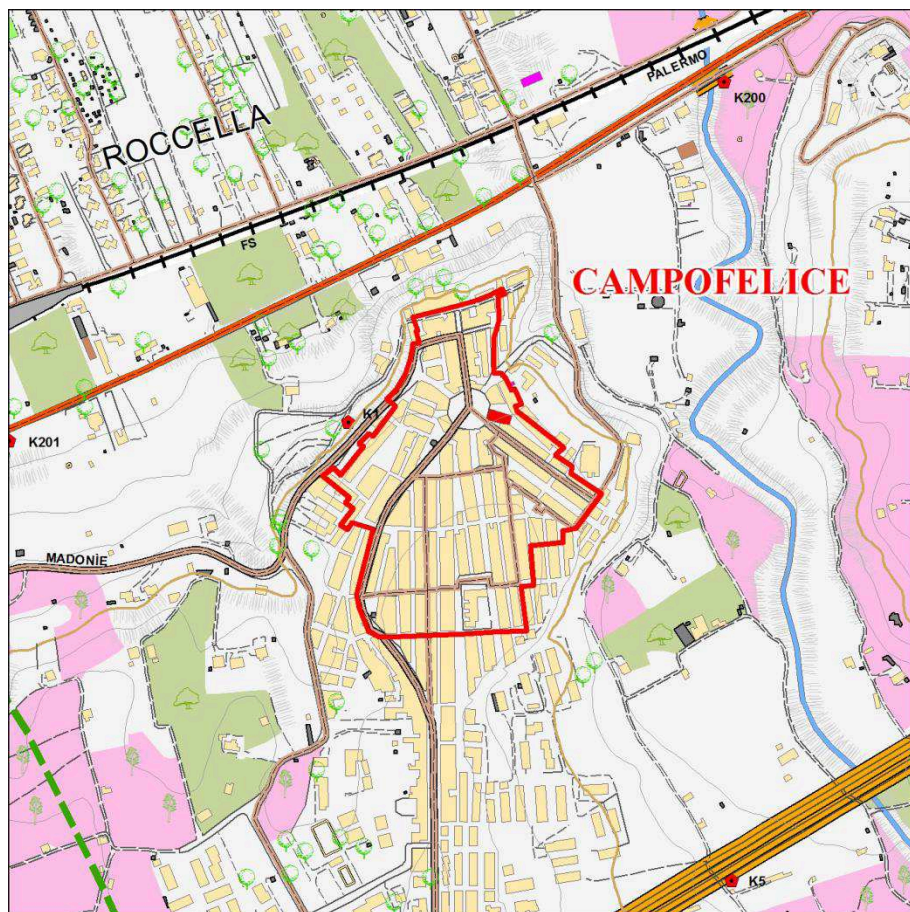 PALERMO
K200
ROCCELLA
FS
CAMPOFELICE
K1
K201
MADONIE
K5